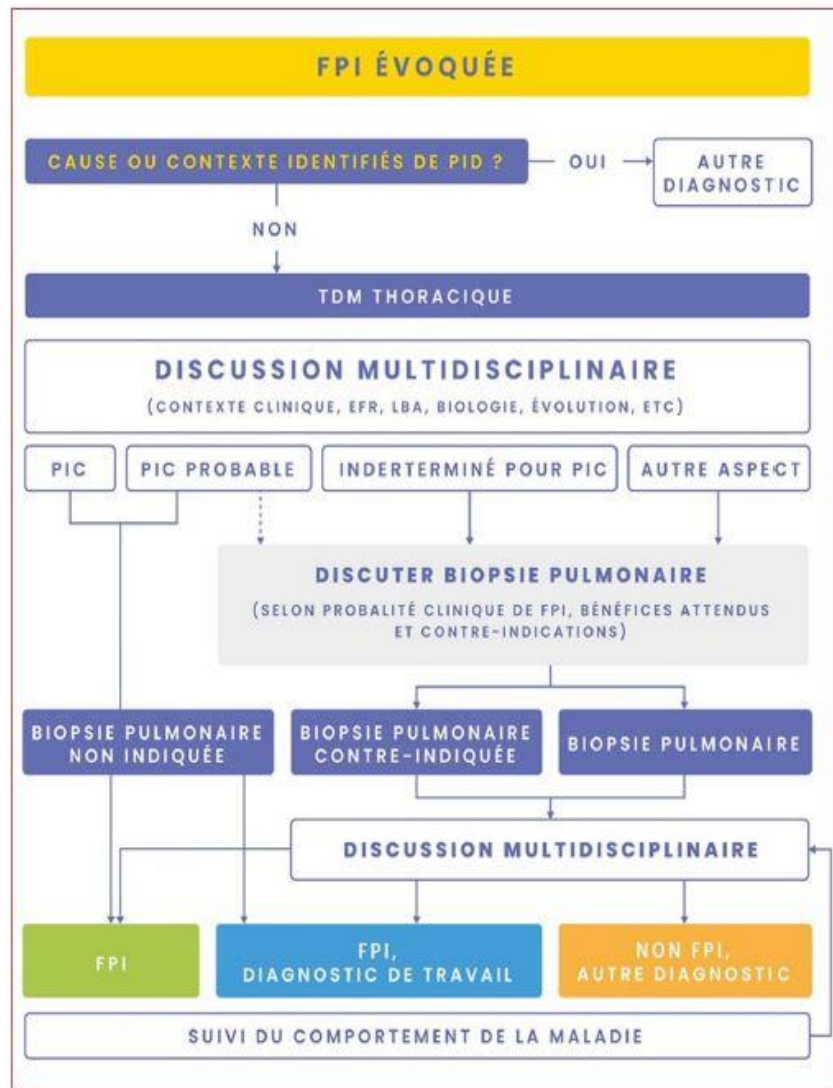 FPI ÉVOQUÉE
CAUSE OU CONTEXTE IDENTIFIÉS DE PID ?
OUI
AUTRE
DIAGNOSTIC
NON
TDM THORACIQUE
DISCUSSION MULTIDISCIPLINAIRE
(CONTEXTE CLINIQUE, EFR, LBA, BIOLOGIE, ÉVOLUTION, ETC)
PIC
PIC PROBABLE
INDERTERMINÉ POUR PIC
AUTRE ASPECT
DISCUTER BIOPSIE PULMONAIRE
(SELON PROBALITÉ CLINIQUE DE FPI, BÉNÉFICES ATTENDUS
ET CONTRE-INDICATIONS)
BIOPSIE PULMONAIRE
NON INDIQUÉE
BIOPSIE PULMONAIRE
CONTRE-INDIQUÉE
BIOPSIE PULMONAIRE
DISCUSSION MULTIDISCIPLINAIRE
FPI
FPI,
DIAGNOSTIC DE TRAVAIL
NON FPI,
AUTRE DIAGNOSTIC
SUIVI DU COMPORTEMENT DE LA MALADIE